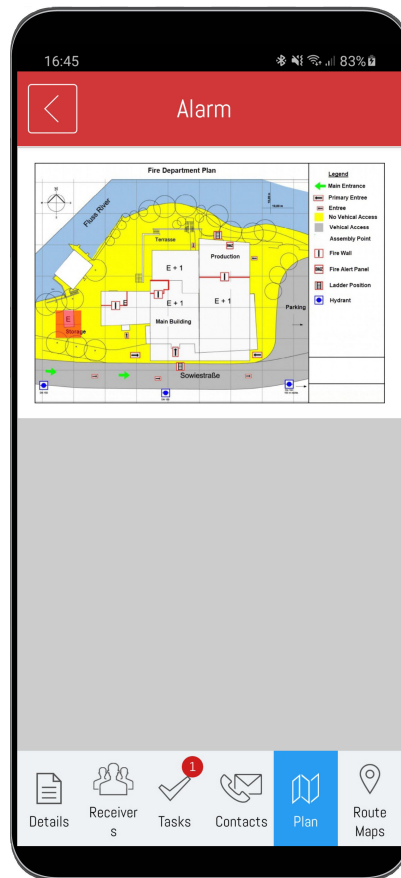 16:45 83%
Alarm
Fire Department Plan
Legend
Main Entrance
Primary Entree
Entree
No Vehical Access
Vehical Access
Assembly Point
Fire Wall
Fire Alert Panel
Ladder Position
Hydrant
Fluss River
Terrasse
Production
E + 1
E + 1
E + 1
Main Building
Parking
E
Storage
Sowiestraße
1
Details
Receiver
s
Tasks
Contacts
Plan
Route
Maps